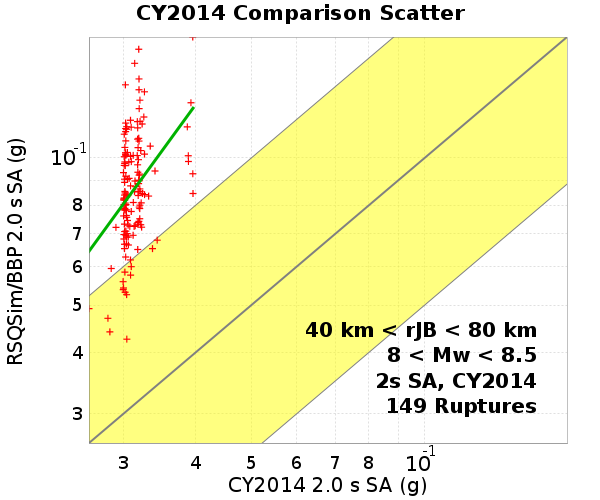 CY2014 Comparison Scatter
RSQSim/BBP 2.0 s SA (g)
10-1
8
7
6
5
4
3
40 km < rJB < 80 km
8 < Mw < 8.5
2s SA, CY2014
149 Ruptures
3 4 5 6 7 8 10-1
CY2014 2.0 s SA (g)